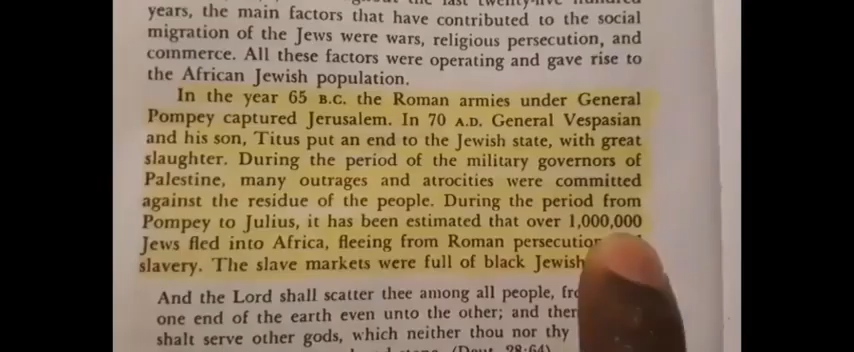 years, the main factors that have contributed to the social
migration of the Jews were wars, religious persecution, and
commerce. All these factors were operating and gave rise to
the African Jewish population.
In the year 65 B.C. the Roman armies under General
Pompey captured Jerusalem. In 70 A.D. General Vespasian
and his son, Titus put an end to the Jewish state, with great
slaughter. During the period of the military governors of
Palestine, many outrages and atrocities were committed
against the residue of the people. During the period from
Pompey to Julius, it has been estimated that over 1,000,000
Jews fled into Africa, fleeing from Roman persecution
slavery. The slave markets were full of black Jewish
And the Lord shall scatter thee among all people,
one end of the earth even unto the other; and
shalt serve other gods, which neither thou nor thy
(Deut. 28:64)